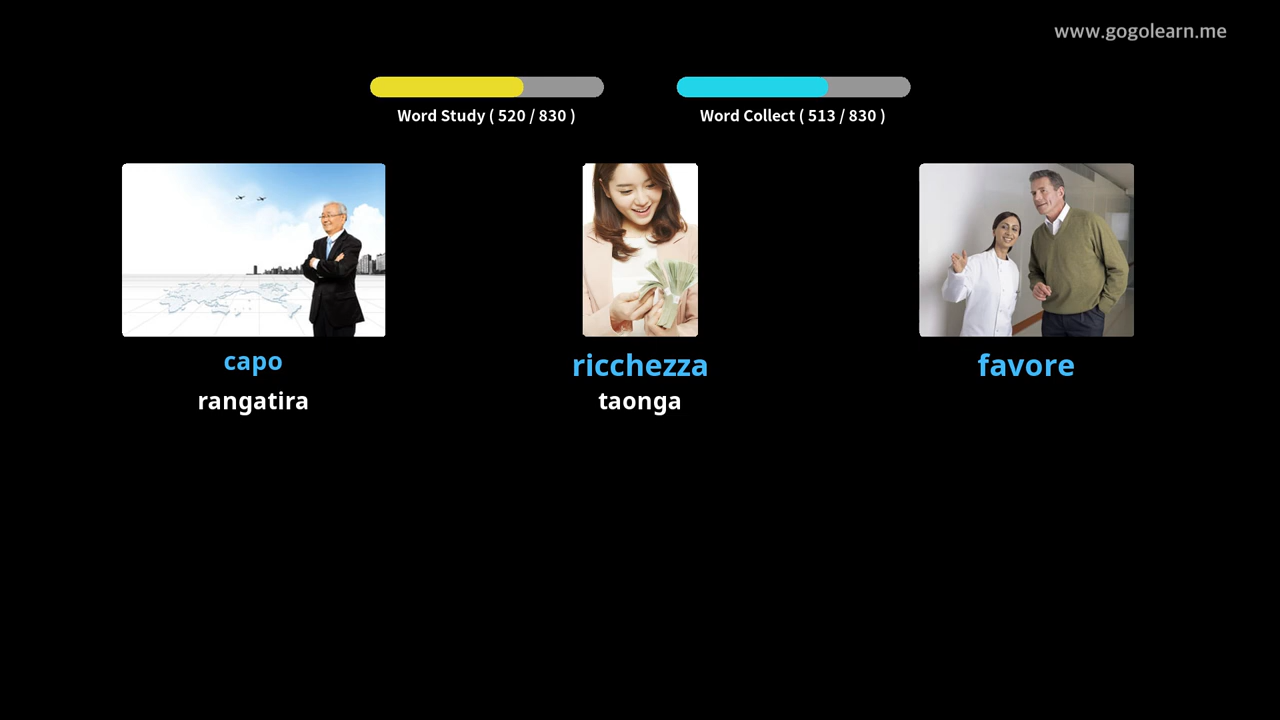 www.gogolearn.me
Word Study ( 520 / 830 )
Word Collect ( 513 / 830 )
capo
ricchezza
favore
rangatira
taonga